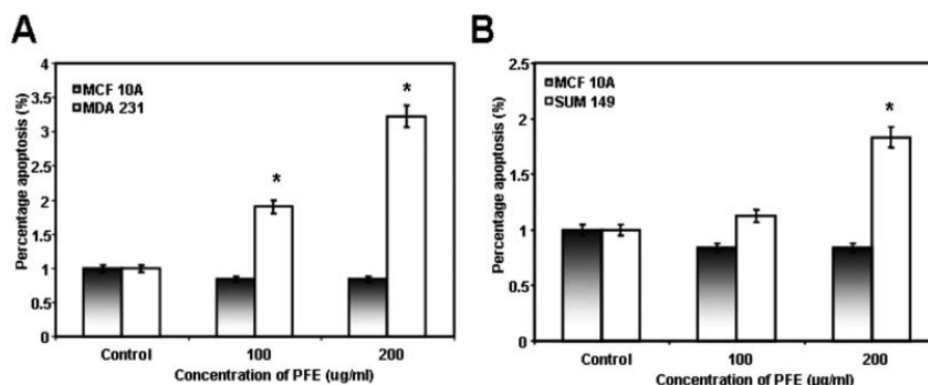 A
Percentage apoptosis (%)
4
3.5
3
2.5
2
1.5
1
0.5
0
MCF 10A
MDA 231
*
*
Control
100
200
Concentration of PFE (ug/ml)
B
Percentage apoptosis (%)
2.5
2
1.5
1
0.5
0
MCF 10A
SUM 149
*
Control
100
200
Concentration of PFE (ug/ml)